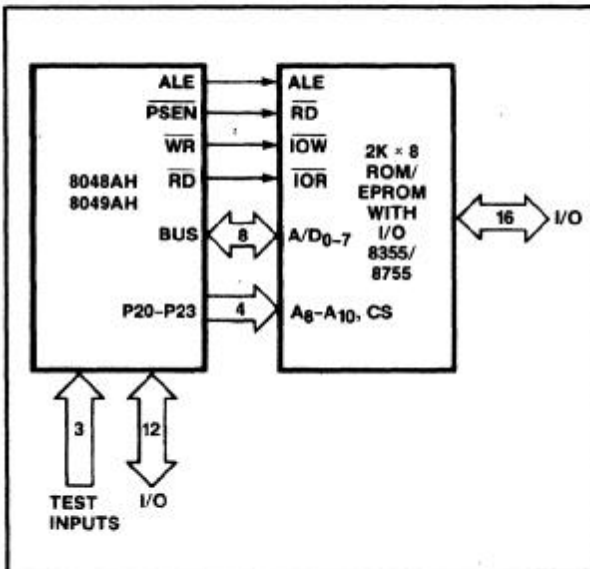 ALE
PSEN
WR
RD
8048AH
8049AH
BUS
P20–P23
ALE
RD
IOW
IOR
2K × 8
ROM/
EPROM
WITH
I/O
8355/
8755
A/D0–7
A8–A10, CS
8
4
16
I/O
3
12
TEST
INPUTS
I/O